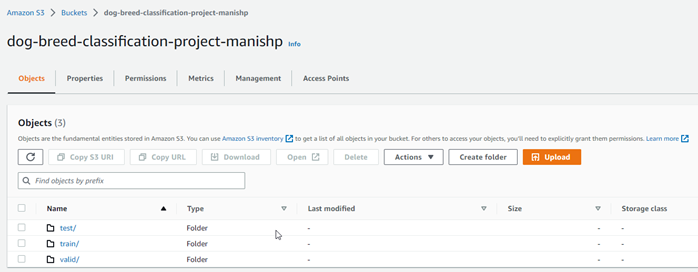 Amazon S3 > Buckets > dog-breed-classification-project-manishp
dog-breed-classification-project-manishp Info
Objects Properties Permissions Metrics Management Access Points
Objects (3)
Objects are the fundamental entities stored in Amazon S3. You can use Amazon S3 inventory to get a list of all objects in your bucket. For others to access your objects, you'll need to explicitly grant them permissions. Learn more
Copy S3 URI Copy URL Download Open Delete Actions Create folder Upload
Find objects by prefix
Name Type Last modified Size Storage class
test/ Folder - - -
train/ Folder - - -
valid/ Folder - - -